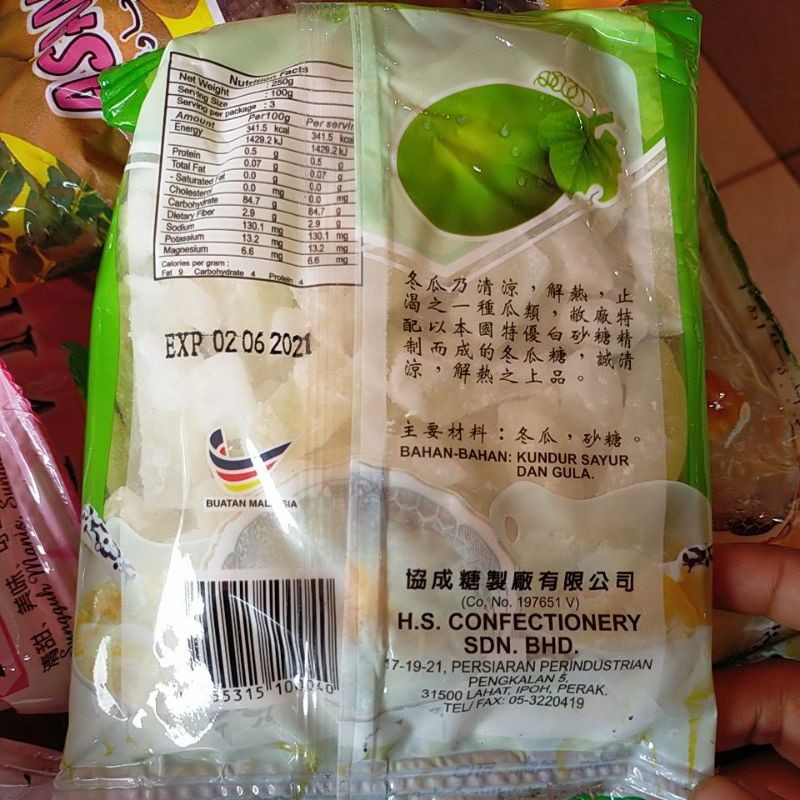 Nutrition Facts
Net Weight : 250g
Serving Size : 100g
Serving per package : 3
Amount Per100g Per servin
Energy 341.5 kcal 341.5 kcal
1429.2 kJ 1429.2 kJ
Protein 0.5 g 0.5 g
Total Fat 0.07 g 0.07 g
- Saturated Fat 0.0 g 0.0 g
Cholesterol 0.0 mg 0.0 mg
Carbohydrate 84.7 g 84.7 g
Dietary Fiber 2.9 g 2.9 g
Sodium 130.1 mg 130.1 mg
Potassium 13.2 mg 13.2 mg
Magnesium 6.6 mg 6.6 mg
Calories per gram :
Fat 9 Carbohydrate 4 Protein 4
EXP 02 06 2021
冬瓜乃清涼，解熱，止
渴之一種瓜類，敝廠特
配以本國特優白砂糖精
制而成的冬瓜糖，誠清
涼，解熱之上品。
主要材料：冬瓜，砂糖。
BAHAN-BAHAN: KUNDUR SAYUR
DAN GULA.
BUATAN MALAYSIA
協成糖製廠有限公司
(Co. No. 197651 V)
H.S. CONFECTIONERY
SDN. BHD.
17-19-21, PERSIARAN PERINDUSTRIAN
PENGKALAN 5,
31500 LAHAT, IPOH, PERAK.
TEL/ FAX: 05-3220419